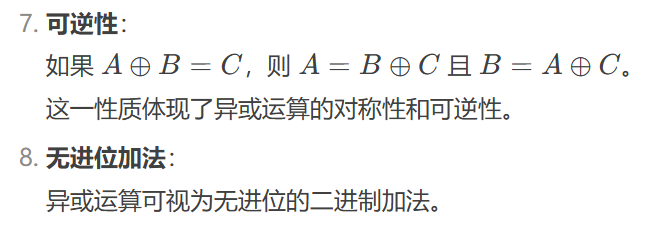 7. 可逆性：
如果 A ⊕ B = C，则 A = B ⊕ C 且 B = A ⊕ C。
这一性质体现了异或运算的对称性和可逆性。
8. 无进位加法：
异或运算可视为无进位的二进制加法。